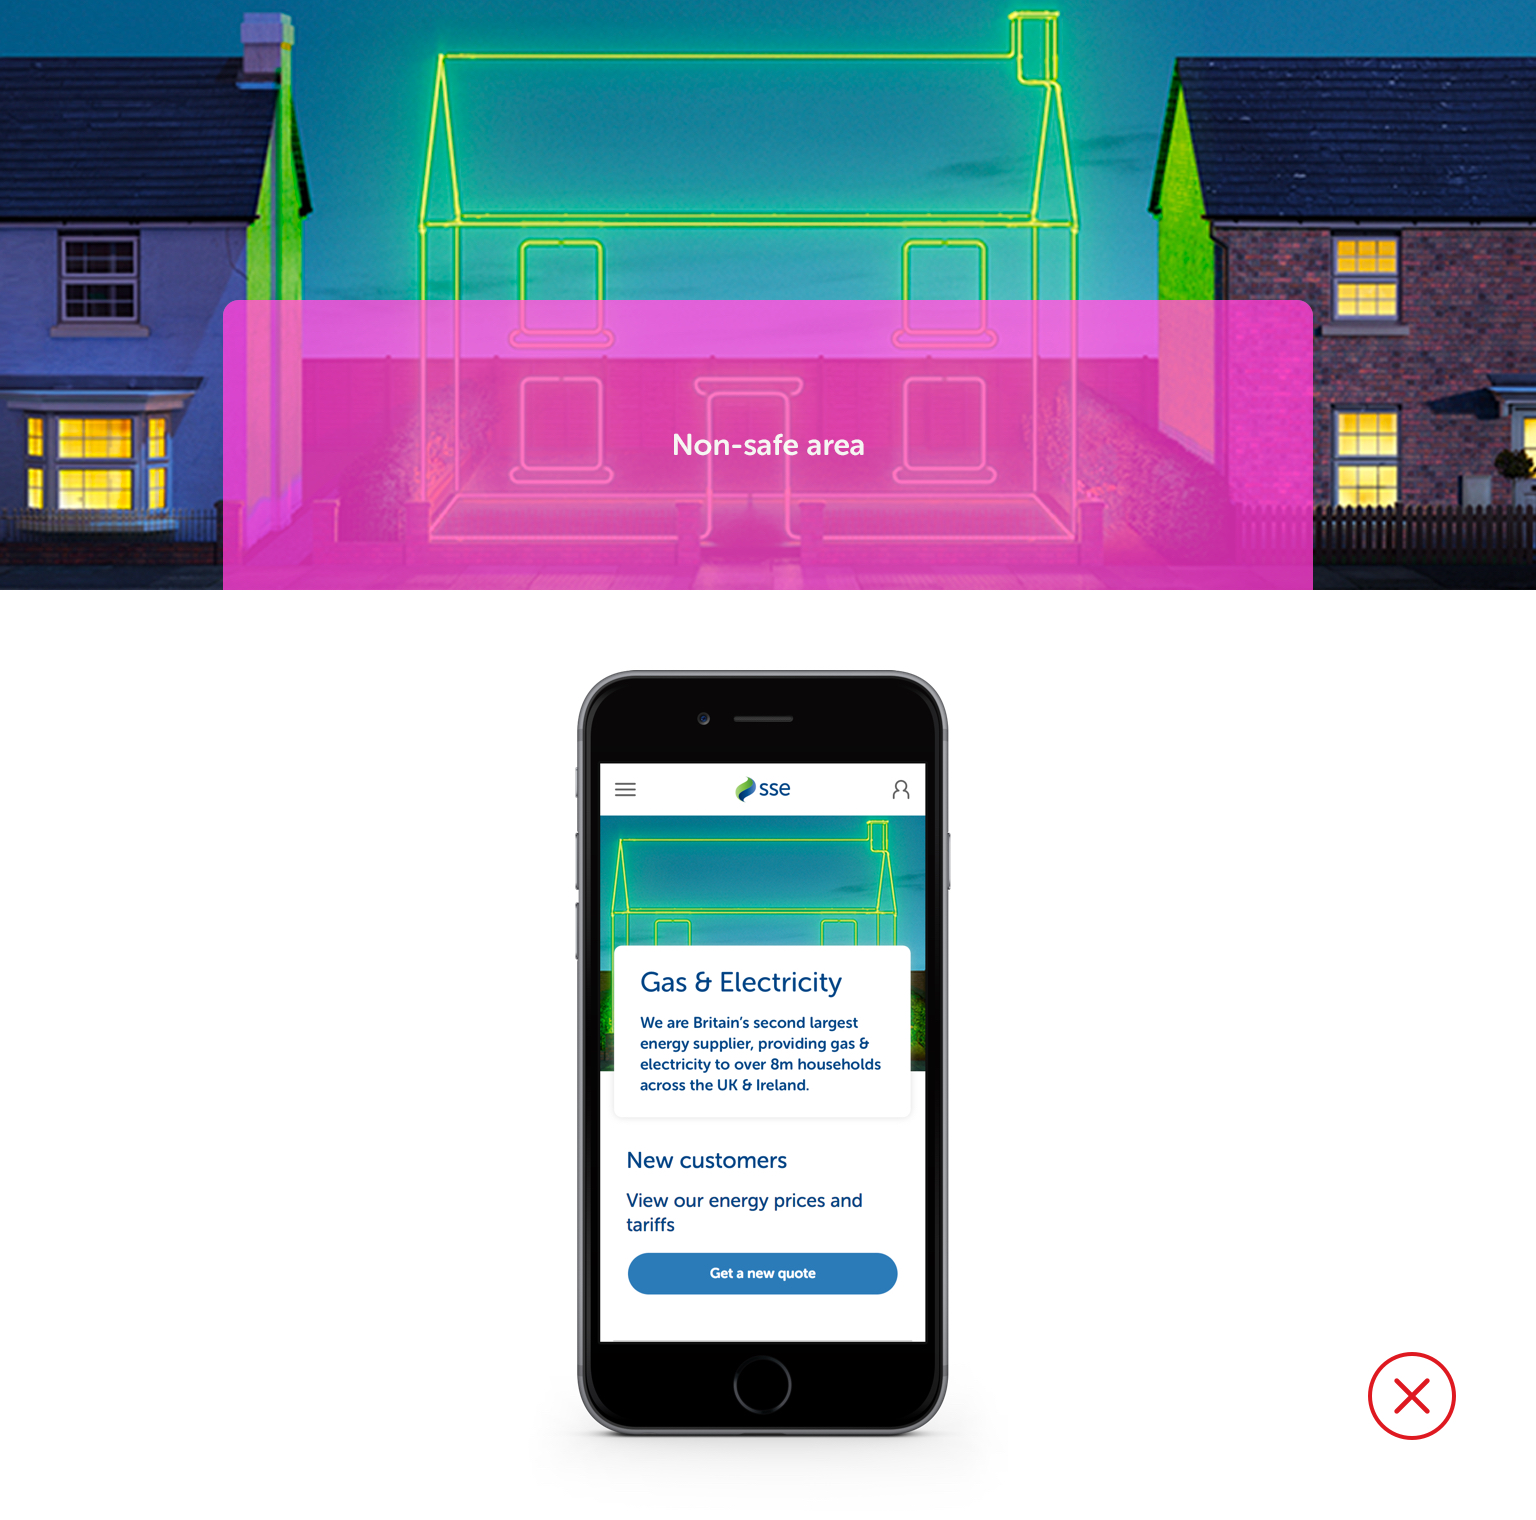 Non-safe area
sse
Gas & Electricity
We are Britain's second largest
energy supplier, providing gas &
electricity to over 8m households
across the UK & Ireland.
New customers
View our energy prices and
tariffs
Get a new quote